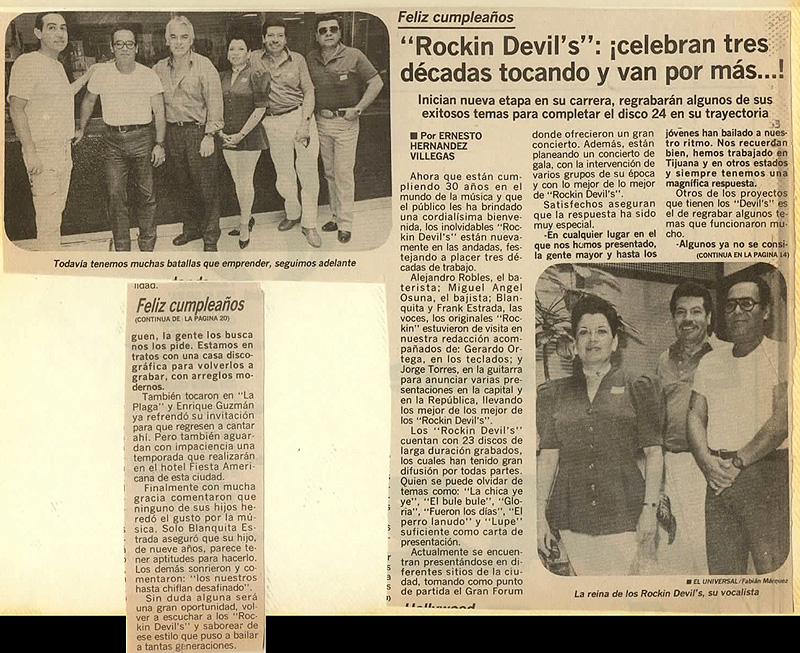 Todavía tenemos muchas batallas que emprender, seguimos adelante
Feliz cumpleaños
"Rockin Devil's": ¡celebran tres
décadas tocando y van por más...!
Inician nueva etapa en su carrera, regrabarán algunos de sus
exitosos temas para completar el disco 24 en su trayectoria
■ Por ERNESTO
HERNANDEZ
VILLEGAS
Ahora que están cum-
pliendo 30 años en el
mundo de la música y que
el público les ha brindado
una cordialísima bienve-
nida, los inolvidables "Roc-
kin Devil's" están nueva-
mente en las andadas, fes-
tejando a placer tres dé-
cadas de trabajo.
Alejandro Robles, el ba-
terista; Miguel Angel
Osuna, el bajista; Blan-
quita y Frank Estrada, las
voces, los originales "Roc-
kin" estuvieron de visita en
nuestra redacción acom-
pañados de: Gerardo Or-
tega, en los teclados; y
Jorge Torres, en la guitarra
para anunciar varias pre-
sentaciones en la capital y
en la República, llevando
los mejor de los mejor de
los "Rockin Devil's".
Los "Rockin Devil's"
cuentan con 23 discos de
larga duración grabados,
los cuales han tenido gran
difusión por todas partes.
Quien se puede olvidar de
temas como: "La chica ye
ye", "El bule bule", "Glo-
ria", "Fueron los días", "El
perro lanudo" y "Lupe"
suficiente como carta de
presentación.
Actualmente se encuen-
tran presentándose en di-
ferentes sitios de la ciu-
dad, tomando como punto
de partida el Gran Forum
donde ofrecieron un gran
concierto. Además, están
planeando un concierto de
gala, con la intervención de
varios grupos de su época
y con lo mejor de lo mejor
de "Rockin Devil's".
Satisfechos aseguran
que la respuesta ha sido
muy especial.
-En cualquier lugar en el
que nos hemos presentado,
la gente mayor y hasta los
jóvenes han bailado a nues-
tro ritmo. Nos recuerdan
bien, hemos trabajado en
Tijuana y en otros estados
y siempre tenemos una
magnífica respuesta.
Otros de los proyectos
que tienen los "Devil's" es
el de regrabar algunos te-
mas que funcionaron mu-
cho.
-Algunos ya no se consi-
(CONTINUA EN LA PAGINA 14)
■ EL UNIVERSAL/Fabián Márquez
La reina de los Rockin Devil's, su vocalista
Hollywood
lidad.
Feliz cumpleaños
(CONTINUA DE LA PAGINA 20)
guen, la gente los busca
nos los pide. Estamos en
tratos con una casa disco-
gráfica para volverlos a
grabar, con arreglos mo-
dernos.
También tocaron en "La
Plaga" y Enrique Guzmán
ya refrendó su invitación
para que regresen a cantar
ahí. Pero también aguar-
dan con impaciencia una
temporada que realizarán
en el hotel Fiesta Ameri-
cana de esta ciudad.
Finalmente con mucha
gracia comentaron que
ninguno de sus hijos he-
redó el gusto por la mú-
sica. Solo Blanquita Es-
trada aseguró que su hijo,
de nueve años, parece te-
ner aptitudes para hacerlo.
Los demás sonrieron y co-
mentaron: "los nuestros
hasta chiflan desafinado".
Sin duda alguna será
una gran oportunidad, vol-
ver a escuchar a los "Roc-
kin Devil's" y saborear de
ese estilo que puso a bailar
a tantas generaciones.